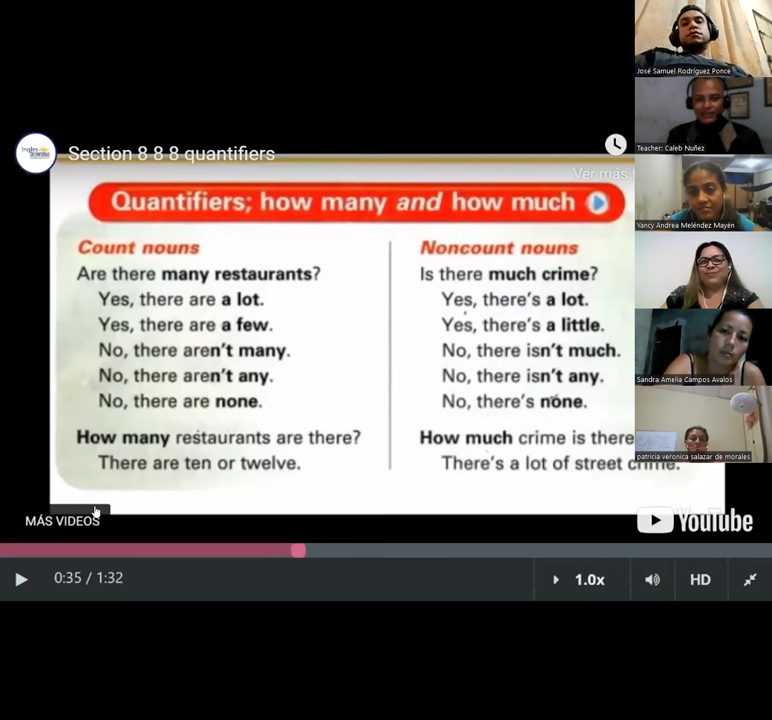 José Samuel Rodríguez Ponce
Teacher: Caleb Nuñez
Yancy Andrea Meléndez Mayén
Sandra Amelia Campos Avalos
patricia veronica salazar de morales
Section 8 8 8 quantifiers
Ver más
Quantifiers; how many and how much
Count nouns
Are there many restaurants?
Yes, there are a lot.
Yes, there are a few.
No, there aren't many.
No, there aren't any.
No, there are none.
How many restaurants are there?
There are ten or twelve.
Noncount nouns
Is there much crime?
Yes, there's a lot.
Yes, there's a little.
No, there isn't much.
No, there isn't any.
No, there's none.
How much crime is there
There's a lot of street crime.
MÁS VIDEOS
YouTube
0:35 / 1:32
1.0x
HD